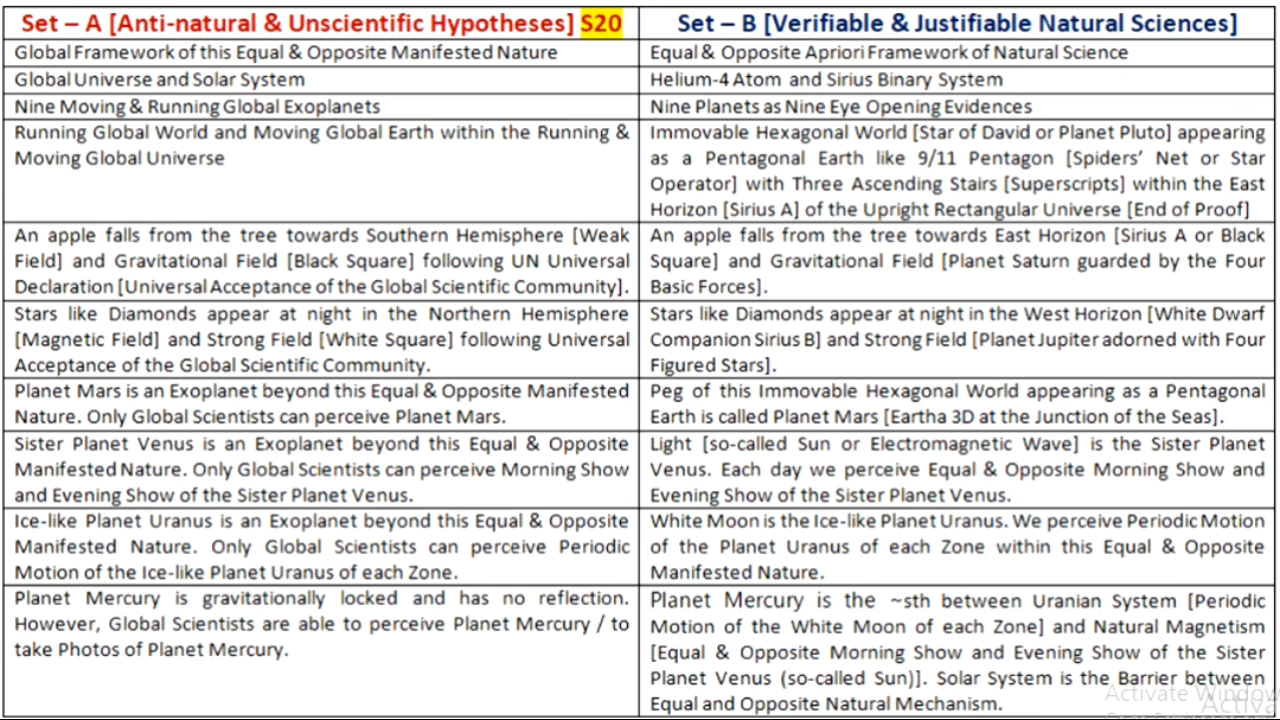 Set – A [Anti-natural & Unscientific Hypotheses] S20
Set – B [Verifiable & Justifiable Natural Sciences]
Global Framework of this Equal & Opposite Manifested Nature
Equal & Opposite Apriori Framework of Natural Science
Global Universe and Solar System
Helium-4 Atom and Sirius Binary System
Nine Moving & Running Global Exoplanets
Nine Planets as Nine Eye Opening Evidences
Running Global World and Moving Global Earth within the Running &
Moving Global Universe
Immovable Hexagonal World [Star of David or Planet Pluto] appearing
as a Pentagonal Earth like 9/11 Pentagon [Spiders' Net or Star
Operator] with Three Ascending Stairs [Superscripts] within the East
Horizon [Sirius A] of the Upright Rectangular Universe [End of Proof]
An apple falls from the tree towards Southern Hemisphere [Weak
Field] and Gravitational Field [Black Square] following UN Universal
Declaration [Universal Acceptance of the Global Scientific Community].
An apple falls from the tree towards East Horizon [Sirius A or Black
Square] and Gravitational Field [Planet Saturn guarded by the Four
Basic Forces].
Stars like Diamonds appear at night in the Northern Hemisphere
[Magnetic Field] and Strong Field [White Square] following Universal
Acceptance of the Global Scientific Community.
Stars like Diamonds appear at night in the West Horizon [White Dwarf
Companion Sirius B] and Strong Field [Planet Jupiter adorned with Four
Figured Stars].
Planet Mars is an Exoplanet beyond this Equal & Opposite Manifested
Nature. Only Global Scientists can perceive Planet Mars.
Peg of this Immovable Hexagonal World appearing as a Pentagonal
Earth is called Planet Mars [Eartha 3D at the Junction of the Seas].
Sister Planet Venus is an Exoplanet beyond this Equal & Opposite
Manifested Nature. Only Global Scientists can perceive Morning Show
and Evening Show of the Sister Planet Venus.
Light [so-called Sun or Electromagnetic Wave] is the Sister Planet
Venus. Each day we perceive Equal & Opposite Morning Show and
Evening Show of the Sister Planet Venus.
Ice-like Planet Uranus is an Exoplanet beyond this Equal & Opposite
Manifested Nature. Only Global Scientists can perceive Periodic
Motion of the Ice-like Planet Uranus of each Zone.
White Moon is the Ice-like Planet Uranus. We perceive Periodic Motion
of the Planet Uranus of each Zone within this Equal & Opposite
Manifested Nature.
Planet Mercury is gravitationally locked and has no reflection.
However, Global Scientists are able to perceive Planet Mercury / to
take Photos of Planet Mercury.
Planet Mercury is the ~sth between Uranian System [Periodic
Motion of the White Moon of each Zone] and Natural Magnetism
[Equal & Opposite Morning Show and Evening Show of the Sister
Planet Venus (so-called Sun)]. Solar System is the Barrier between
Equal and Opposite Natural Mechanism.
Activate Window
Activa